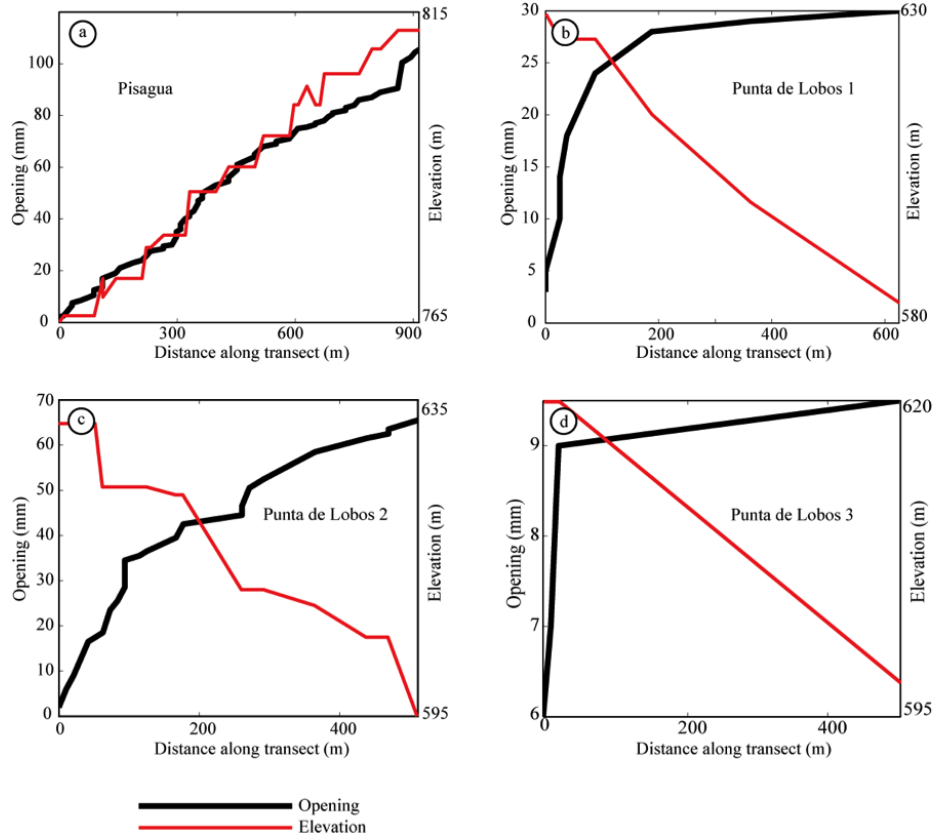 a
Pisagua
Opening (mm)
100
80
60
40
20
0
0 300 600 900
Distance along transect (m)
815
Elevation (m)
765
b
Punta de Lobos 1
Opening (mm)
30
25
20
15
10
5
0
0 200 400 600
Distance along transect (m)
630
Elevation (m)
580
c
Punta de Lobos 2
Opening (mm)
70
60
50
40
30
20
10
0
0 200 400
Distance along transect (m)
635
Elevation (m)
595
d
Punta de Lobos 3
Opening (mm)
9
8
7
6
0 200 400
Distance along transect (m)
620
Elevation (m)
595
Opening
Elevation